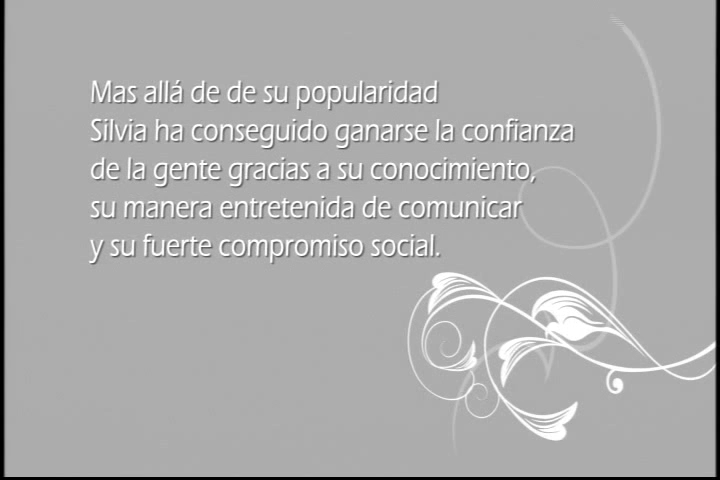 Mas allá de de su popularidad
Silvia ha conseguido ganarse la confianza
de la gente gracias a su conocimiento,
su manera entretenida de comunicar
y su fuerte compromiso social.